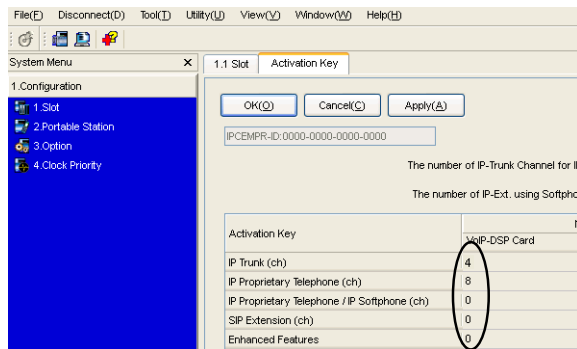 File(F) Disconnect(D) Tool(T) Utility(U) View(V) Window(W) Help(H)
System Menu x
1.1 Slot Activation Key
1.Configuration
1.Slot
2.Portable Station
3.Option
4.Clock Priority
OK(O) Cancel(C) Apply(A)
IPCEMPR-ID:0000-0000-0000-0000
The number of IP-Trunk Channel for
The number of IP-Ext. using Softpho
Activation Key
VoIP-DSP Card
IP Trunk (ch) 4
IP Proprietary Telephone (ch) 8
IP Proprietary Telephone / IP Softphone (ch) 0
SIP Extension (ch) 0
Enhanced Features 0